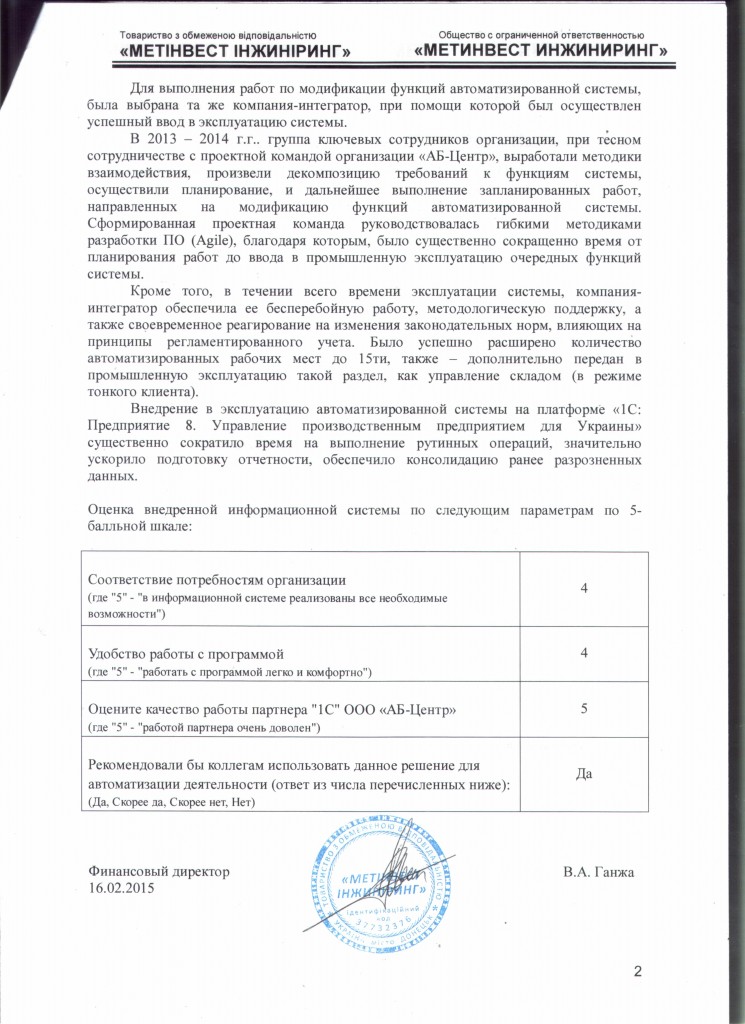 Товариство з обмеженою відповідальністю
«МЕТІНВЕСТ ІНЖИНІРИНГ»
Общество с ограниченной ответственностью
«МЕТИНВЕСТ ИНЖИНИРИНГ»
Для выполнения работ по модификации функций автоматизированной системы,
была выбрана та же компания-интегратор, при помощи которой был осуществлен
успешный ввод в эксплуатацию системы.
В 2013 – 2014 г.г.. группа ключевых сотрудников организации, при тесном
сотрудничестве с проектной командой организации «АБ-Центр», выработали методики
взаимодействия, произвели декомпозицию требований к функциям системы,
осуществили планирование, и дальнейшее выполнение запланированных работ,
направленных на модификацию функций автоматизированной системы.
Сформированная проектная команда руководствовалась гибкими методиками
разработки ПО (Agile), благодаря которым, было существенно сокращенно время от
планирования работ до ввода в промышленную эксплуатацию очередных функций
системы.
Кроме того, в течении всего времени эксплуатации системы, компания-
интегратор обеспечила ее бесперебойную работу, методологическую поддержку, а
также своевременное реагирование на изменения законодательных норм, влияющих на
принципы регламентированного учета. Было успешно расширено количество
автоматизированных рабочих мест до 15ти, также – дополнительно передан в
промышленную эксплуатацию такой раздел, как управление складом (в режиме
тонкого клиента).
Внедрение в эксплуатацию автоматизированной системы на платформе «1С:
Предприятие 8. Управление производственным предприятием для Украины»
существенно сократило время на выполнение рутинных операций, значительно
ускорило подготовку отчетности, обеспечило консолидацию ранее разрозненных
данных.
Оценка внедренной информационной системы по следующим параметрам по 5-
балльной шкале:
Соответствие потребностям организации
(где "5" - "в информационной системе реализованы все необходимые
возможности")
4
Удобство работы с программой
(где "5" - "работать с программой легко и комфортно")
4
Оцените качество работы партнера "1С" ООО «АБ-Центр»
(где "5" - "работой партнера очень доволен")
5
Рекомендовали бы коллегам использовать данное решение для
автоматизации деятельности (ответ из числа перечисленных ниже):
(Да, Скорее да, Скорее нет, Нет)
Да
Финансовый директор
16.02.2015
ТОВАРИСТВО З ОБМЕЖЕНОЮ ВІДПОВІДАЛЬНІСТЮ
«МЕТІНВЕСТ
ІНЖИНІРИНГ»
Ідентифікаційний
код
37732376
УКРАЇНА МІСТО ДОНЕЦЬК
В.А. Ганжа
2